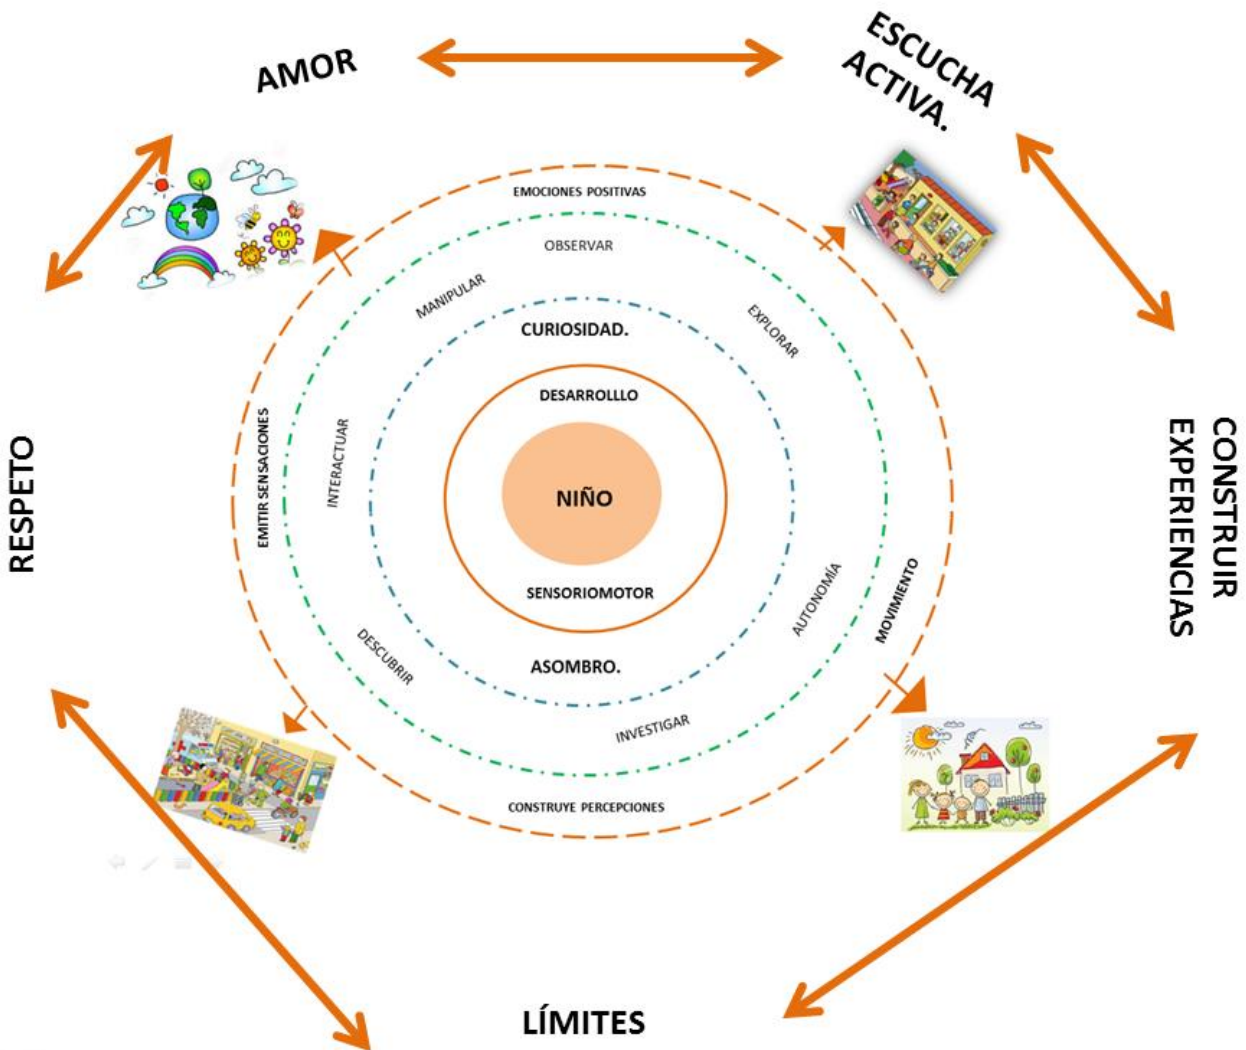 AMOR
ESCUCHA
ACTIVA.
EMOCIONES POSITIVAS
OBSERVAR
MANIPULAR
EXPLORAR
CURIOSIDAD.
DESARROLLLO
NIÑO
SENSORIOMOTOR
ASOMBRO.
INTERACTUAR
EMITIR SENSACIONES
AUTONOMÍA
MOVIMIENTO
DESCUBRIR
INVESTIGAR
CONSTRUYE PERCEPCIONES
RESPETO
CONSTRUIR
EXPERIENCIAS
LÍMITES